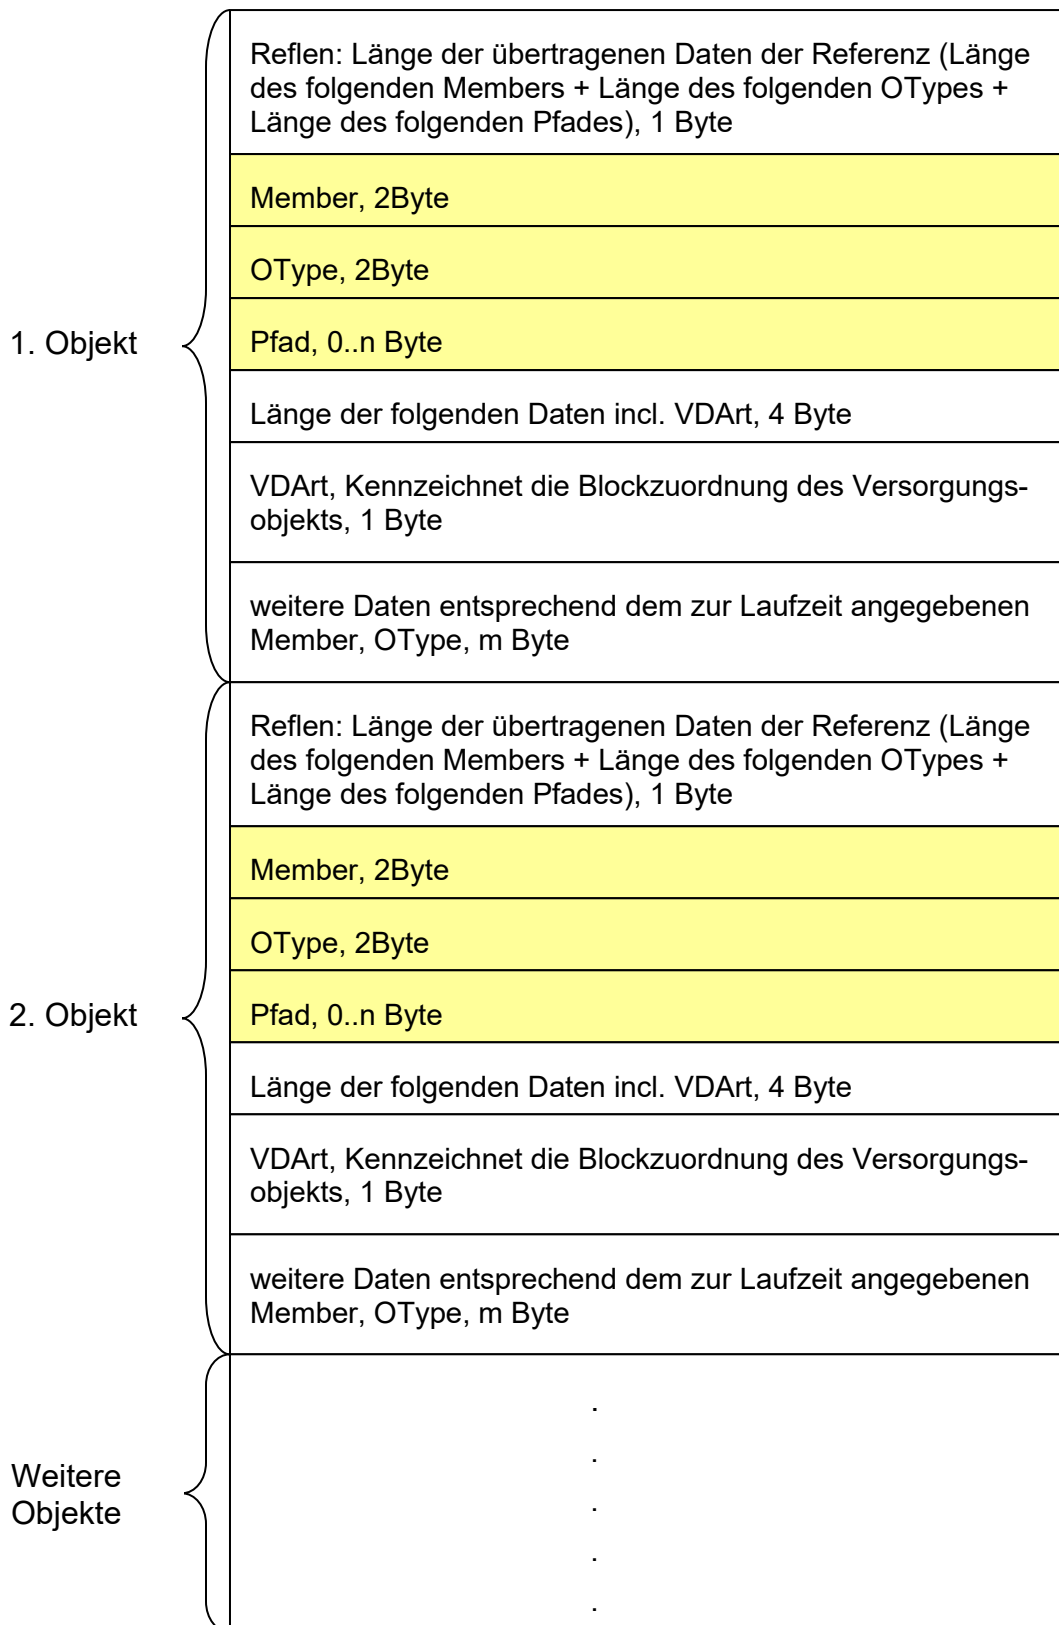 Reflen: Länge der übertragenen Daten der Referenz (Länge
des folgenden Members + Länge des folgenden OTypes +
Länge des folgenden Pfades), 1 Byte
Member, 2Byte
OType, 2Byte
1. Objekt
Pfad, 0..n Byte
Länge der folgenden Daten incl. VDArt, 4 Byte
VDArt, Kennzeichnet die Blockzuordnung des Versorgungs-
objekts, 1 Byte
weitere Daten entsprechend dem zur Laufzeit angegebenen
Member, OType, m Byte
Reflen: Länge der übertragenen Daten der Referenz (Länge
des folgenden Members + Länge des folgenden OTypes +
Länge des folgenden Pfades), 1 Byte
Member, 2Byte
OType, 2Byte
2. Objekt
Pfad, 0..n Byte
Länge der folgenden Daten incl. VDArt, 4 Byte
VDArt, Kennzeichnet die Blockzuordnung des Versorgungs-
objekts, 1 Byte
weitere Daten entsprechend dem zur Laufzeit angegebenen
Member, OType, m Byte
Weitere
Objekte
.
.
.
.
.